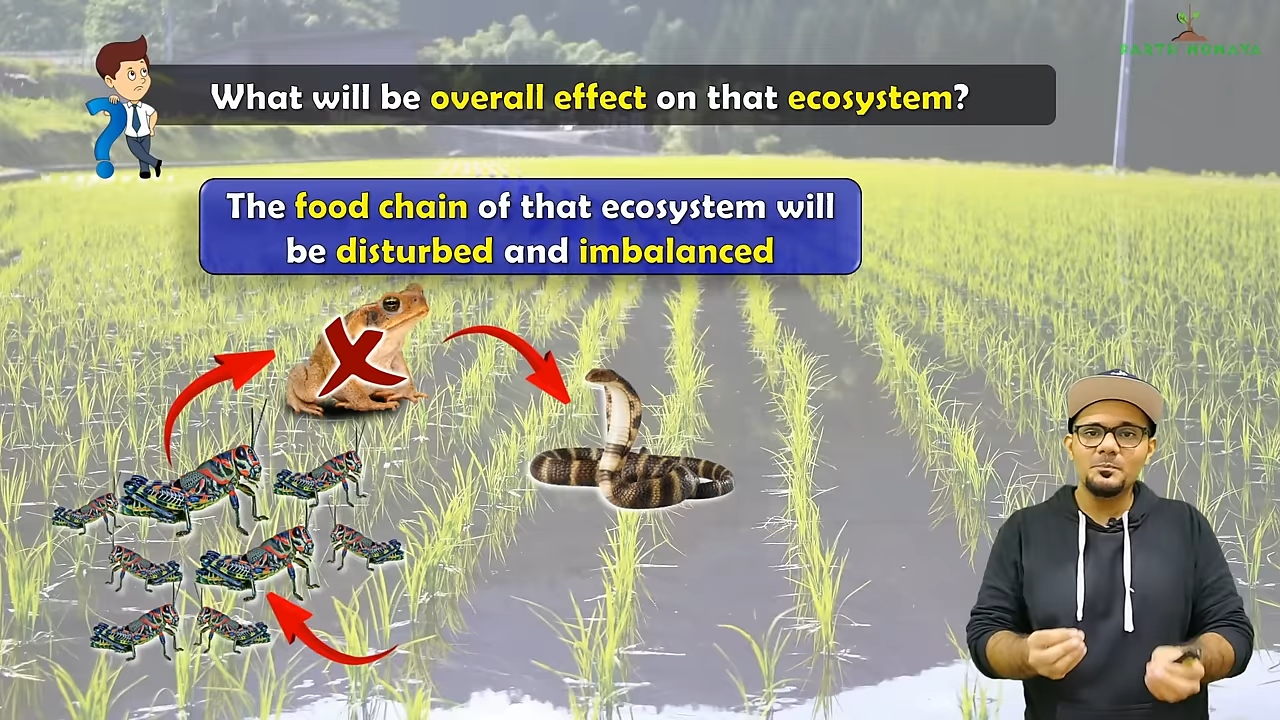 What will be overall effect on that ecosystem?
The food chain of that ecosystem will
be disturbed and imbalanced